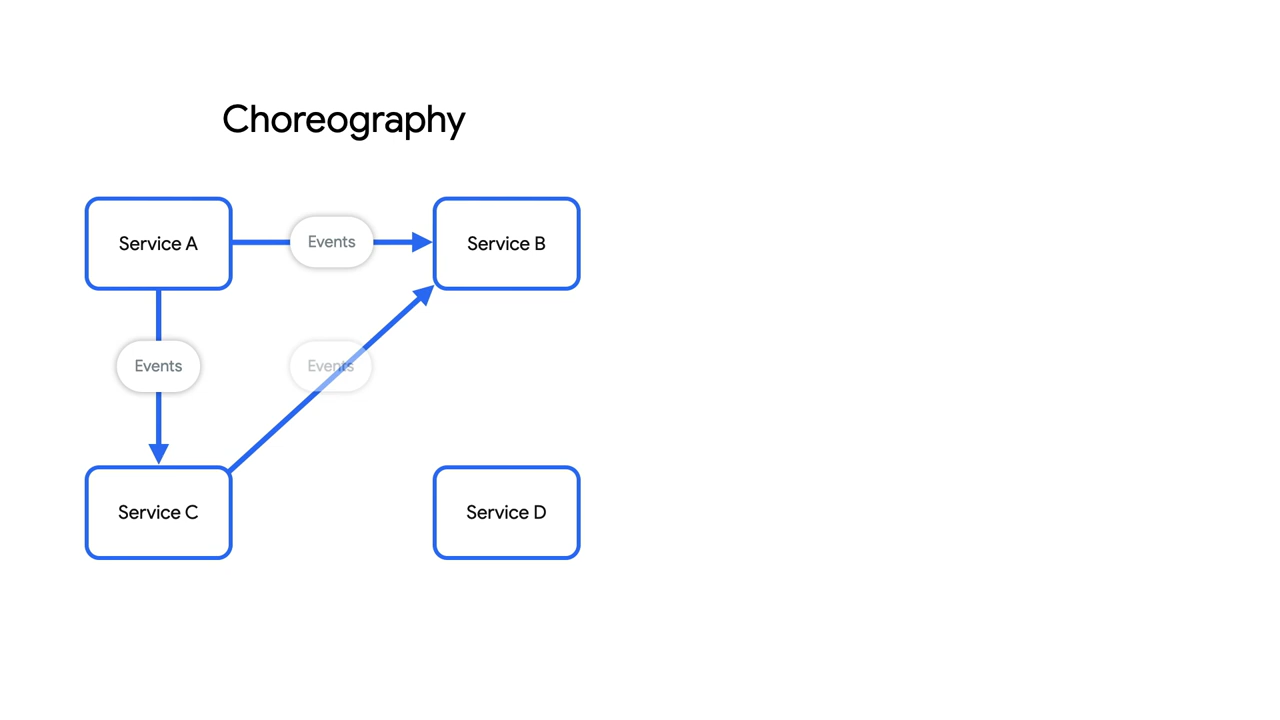 Choreography
Service A
Events
Service B
Events
Events
Service C
Service D